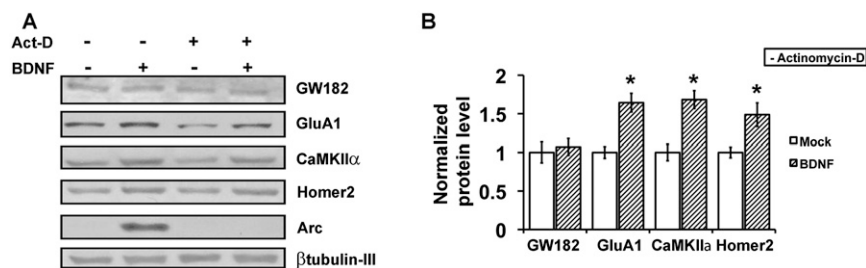 A
Act-D - - + +
BDNF - + - +
GW182
GluA1
CaMKIIα
Homer2
Arc
βtubulin-III
B
- Actinomycin-D
Normalized
protein level
2
1.5
1
0.5
0
* * *
Mock
BDNF
GW182 GluA1 CaMKIIa Homer2